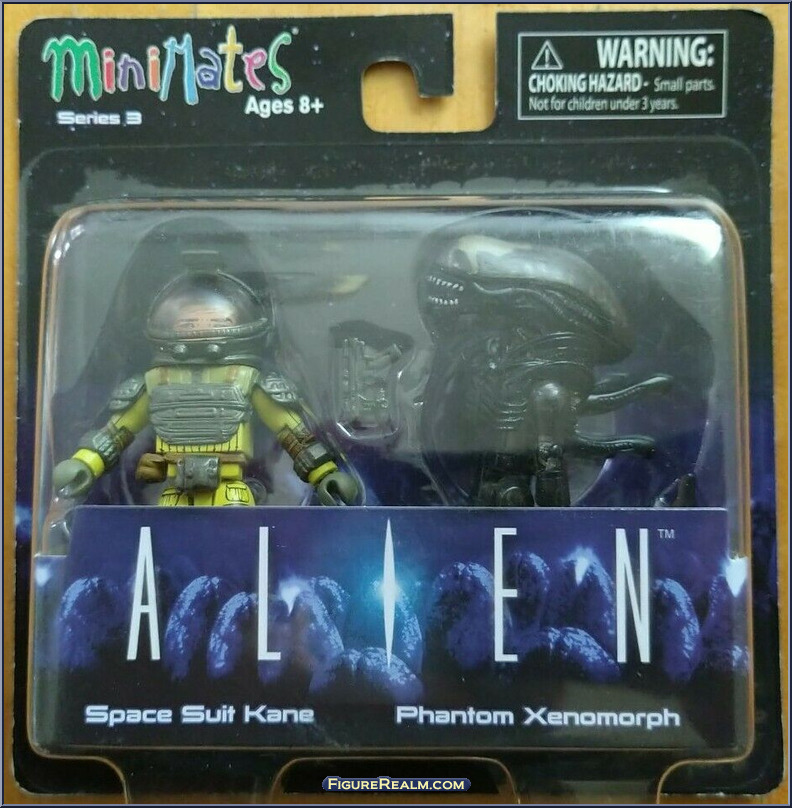 MiniMates
Series 3
Ages 8+
WARNING:
CHOKING HAZARD - Small parts.
Not for children under 3 years.
ALIEN™
Space Suit Kane
Phantom Xenomorph
FIGUREREALM.COM